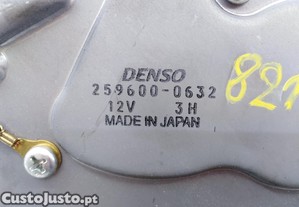 DENSO
259600-0632
12V 3H
MADE IN JAPAN
821
CustoJusto.pt